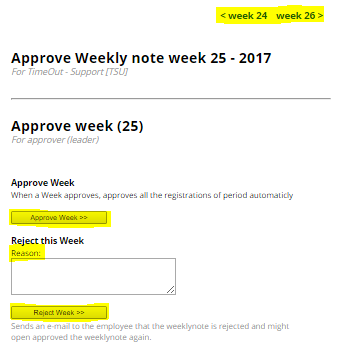 < week 24 week 26 >
Approve Weekly note week 25 - 2017
For TimeOut - Support [TSU]
Approve week (25)
For approver (leader)
Approve Week
When a Week approves, approves all the registrations of period automaticly
Approve Week >>
Reject this Week
Reason:
Reject Week >>
Sends an e-mail to the employee that the weeklynote is rejected and might
open approved the weeklynote again.